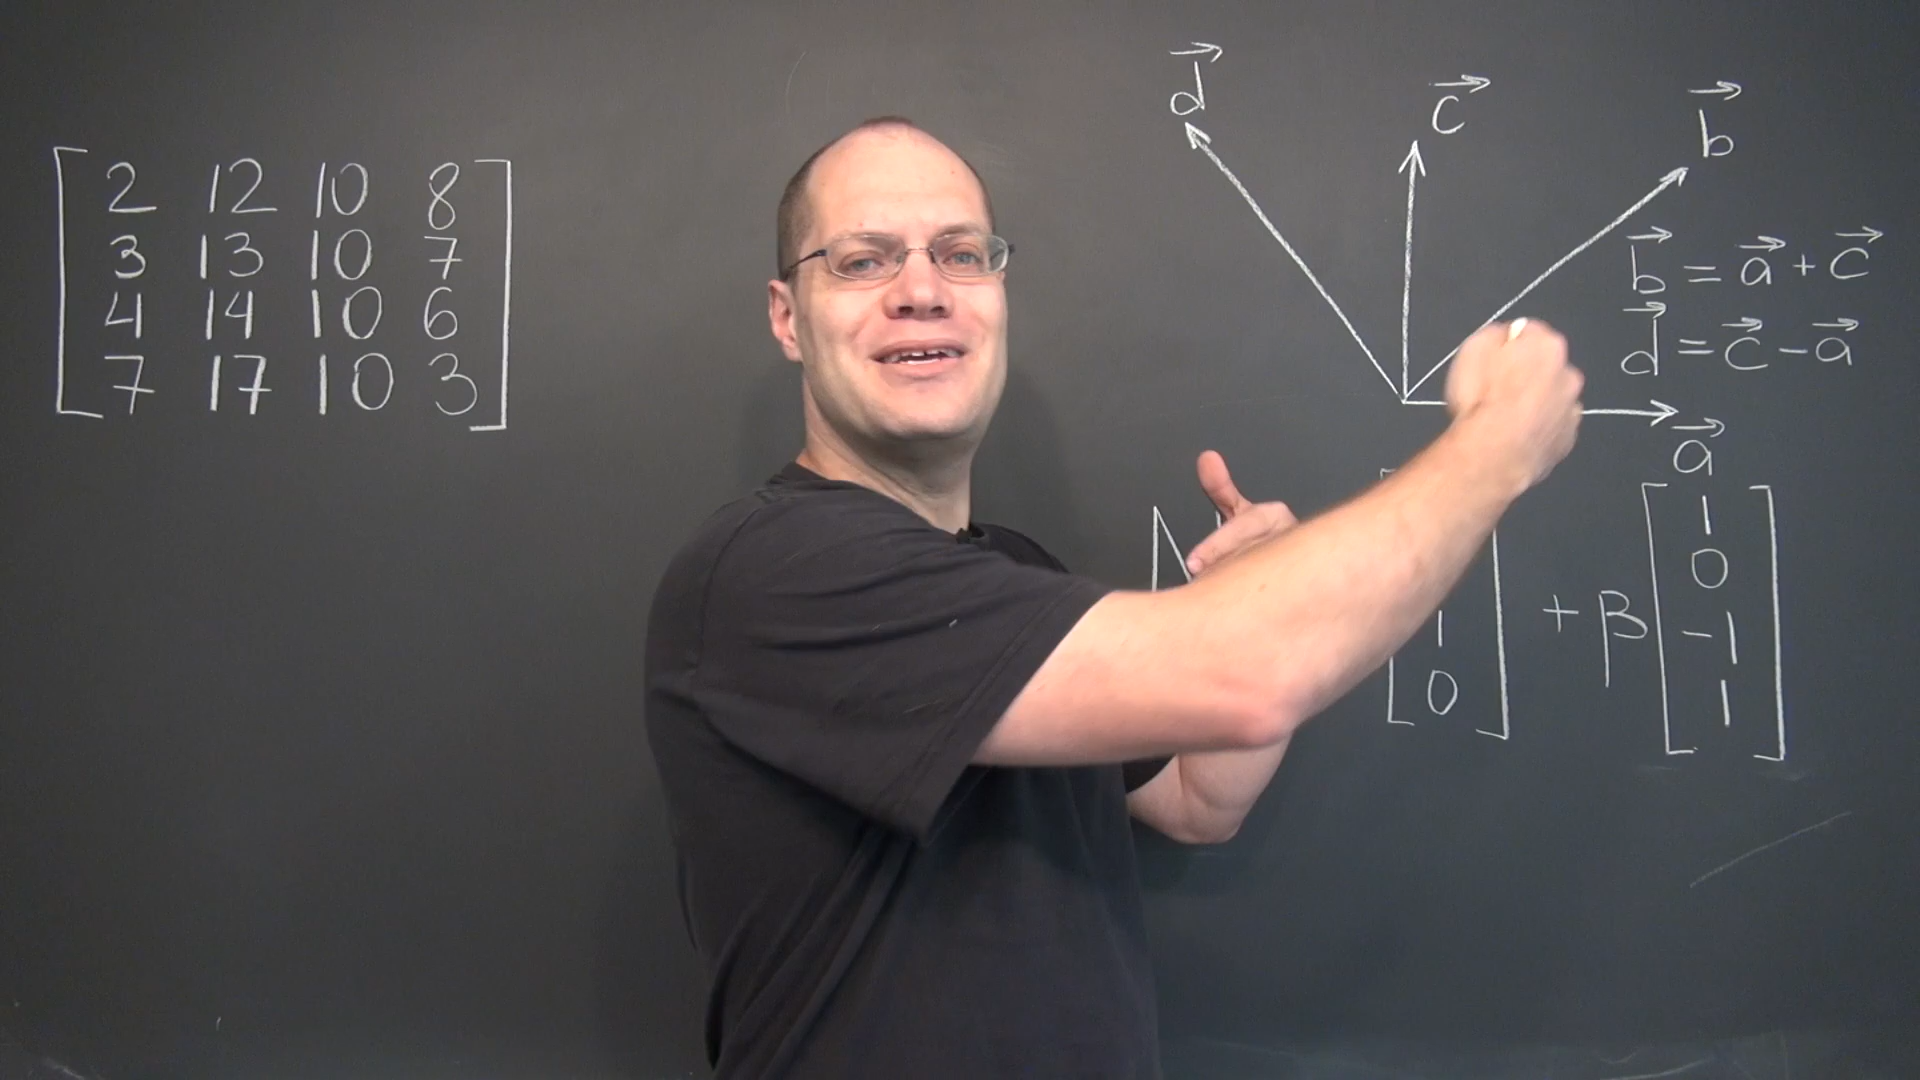 2 12 10 8
3 13 10 7
4 14 10 6
7 17 10 3
d⃗
c⃗
b⃗
b⃗ = a⃗ + c⃗
d⃗ = c⃗ − a⃗
a⃗
1
0
1 + β −1
0 1